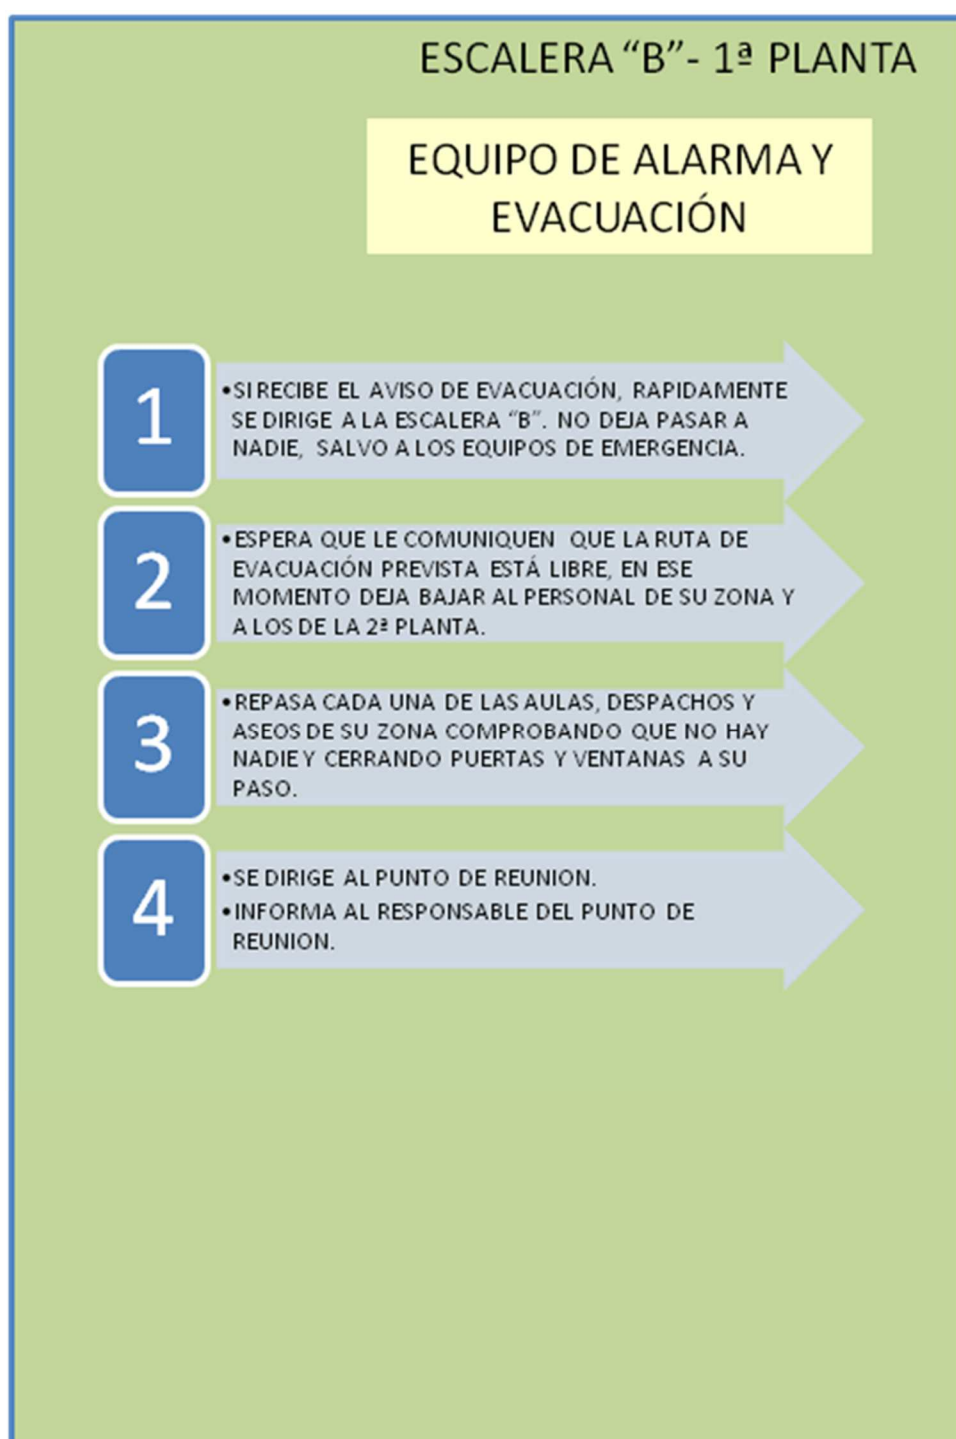 ESCALERA “B”- 1ª PLANTA
EQUIPO DE ALARMA Y
EVACUACIÓN
1
•SI RECIBE EL AVISO DE EVACUACIÓN, RAPIDAMENTE
SE DIRIGE A LA ESCALERA “B”. NO DEJA PASAR A
NADIE, SALVO A LOS EQUIPOS DE EMERGENCIA.
2
•ESPERA QUE LE COMUNIQUEN QUE LA RUTA DE
EVACUACIÓN PREVISTA ESTÁ LIBRE, EN ESE
MOMENTO DEJA BAJAR AL PERSONAL DE SU ZONA Y
A LOS DE LA 2ª PLANTA.
3
•REPASA CADA UNA DE LAS AULAS, DESPACHOS Y
ASEOS DE SU ZONA COMPROBANDO QUE NO HAY
NADIE Y CERRANDO PUERTAS Y VENTANAS A SU
PASO.
4
•SE DIRIGE AL PUNTO DE REUNION.
•INFORMA AL RESPONSABLE DEL PUNTO DE
REUNION.